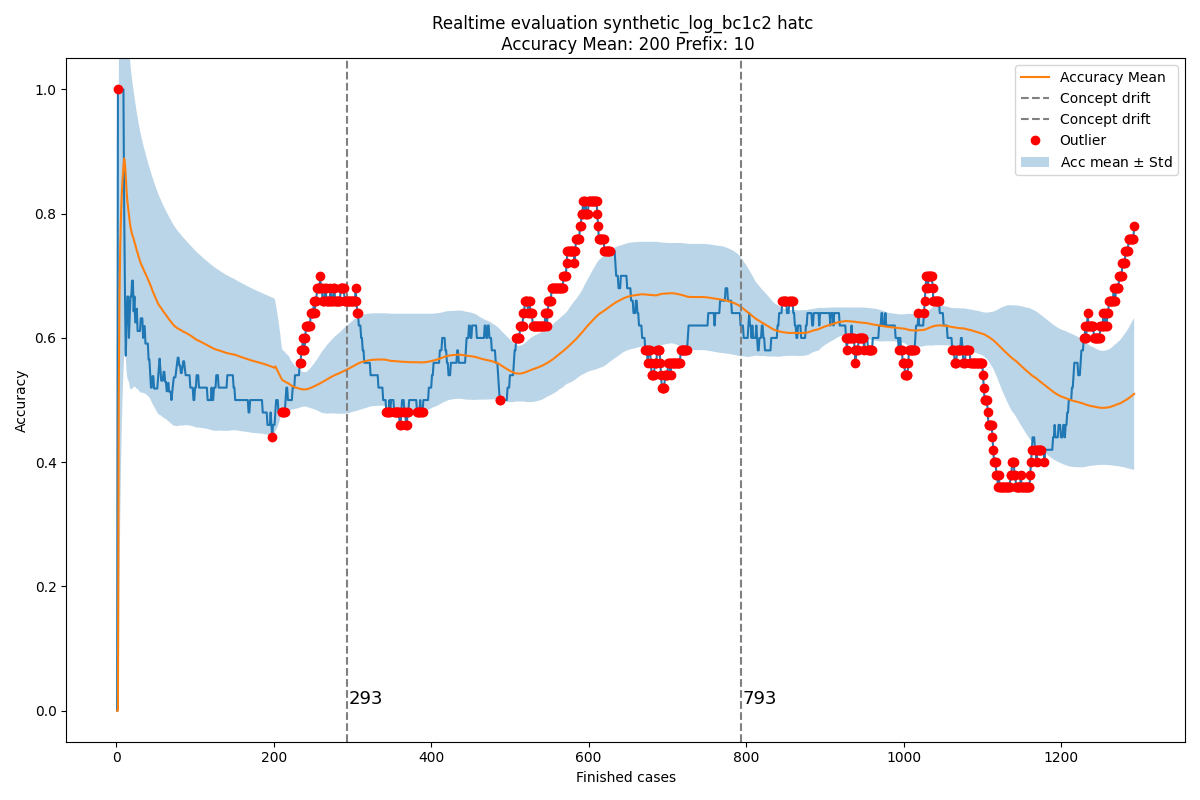 Realtime evaluation synthetic_log_bc1c2 hatc
Accuracy Mean: 200 Prefix: 10
Accuracy Mean
Concept drift
Concept drift
Outlier
Acc mean ± Std
1.0
0.8
0.6
0.4
0.2
0.0
Accuracy
293
793
0
200
400
600
800
1000
1200
Finished cases